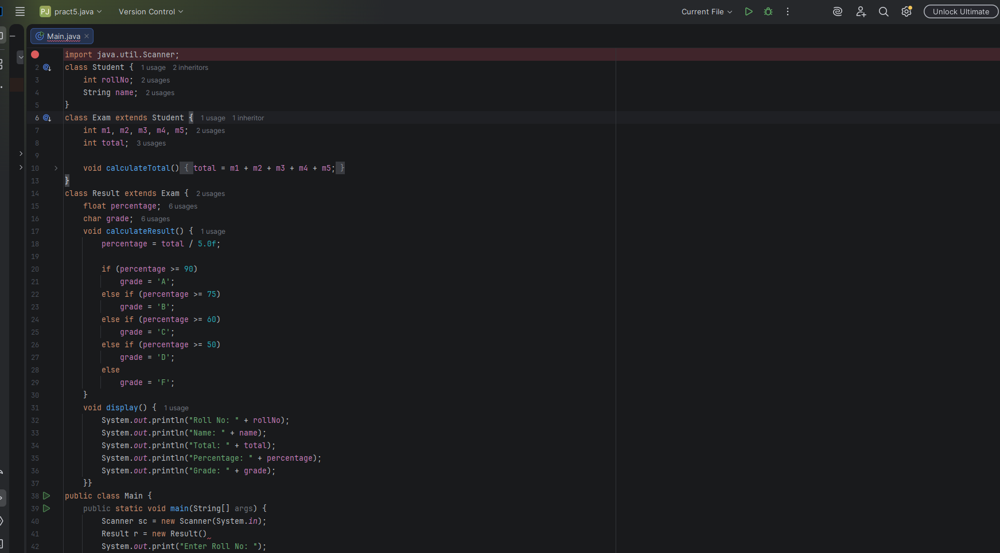 PJ pract5.java Version Control Current File Unlock Ultimate
Main.java
import java.util.Scanner;
2 class Student { 1 usage 2 inheritors
3 int rollNo; 2 usages
4 String name; 2 usages
5 }
6 class Exam extends Student { 1 usage 1 inheritor
7 int m1, m2, m3, m4, m5; 2 usages
8 int total; 3 usages
9
10 void calculateTotal() { total = m1 + m2 + m3 + m4 + m5; }
13 }
14 class Result extends Exam { 2 usages
15 float percentage; 6 usages
16 char grade; 6 usages
17 void calculateResult() { 1 usage
18 percentage = total / 5.0f;
19
20 if (percentage >= 90)
21 grade = 'A';
22 else if (percentage >= 75)
23 grade = 'B';
24 else if (percentage >= 60)
25 grade = 'C';
26 else if (percentage >= 50)
27 grade = 'D';
28 else
29 grade = 'F';
30 }
31 void display() { 1 usage
32 System.out.println("Roll No: " + rollNo);
33 System.out.println("Name: " + name);
34 System.out.println("Total: " + total);
35 System.out.println("Percentage: " + percentage);
36 System.out.println("Grade: " + grade);
37 }}
38 public class Main {
39 public static void main(String[] args) {
40 Scanner sc = new Scanner(System.in);
41 Result r = new Result()
42 System.out.print("Enter Roll No: ");